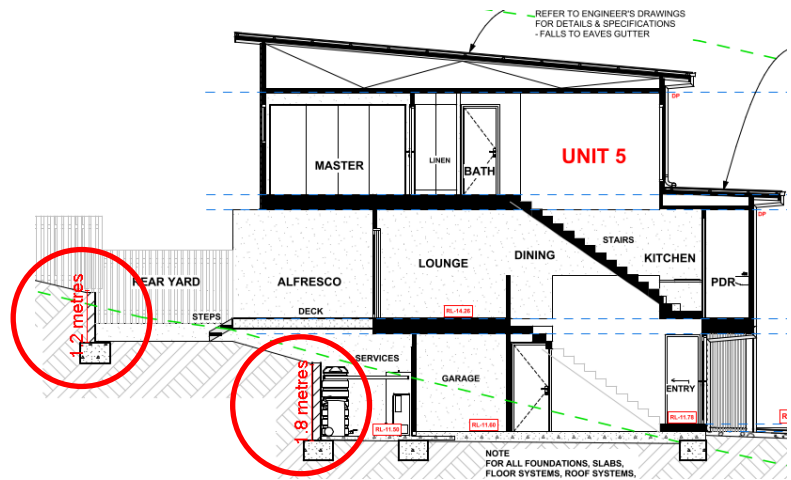 REFER TO ENGINEER'S DRAWINGS
FOR DETAILS & SPECIFICATIONS
- FALLS TO EAVES GUTTER
DP
MASTER
LINEN
BATH
UNIT 5
DP
STAIRS
REAR YARD
ALFRESCO
LOUNGE
DINING
KITCHEN
PDR
1.2 metres
STEPS
DECK
RL-14.26
SERVICES
GARAGE
ENTRY
1.8 metres
RL-11.50
RL-11.60
RL-11.78
NOTE
FOR ALL FOUNDATIONS, SLABS,
FLOOR SYSTEMS, ROOF SYSTEMS,